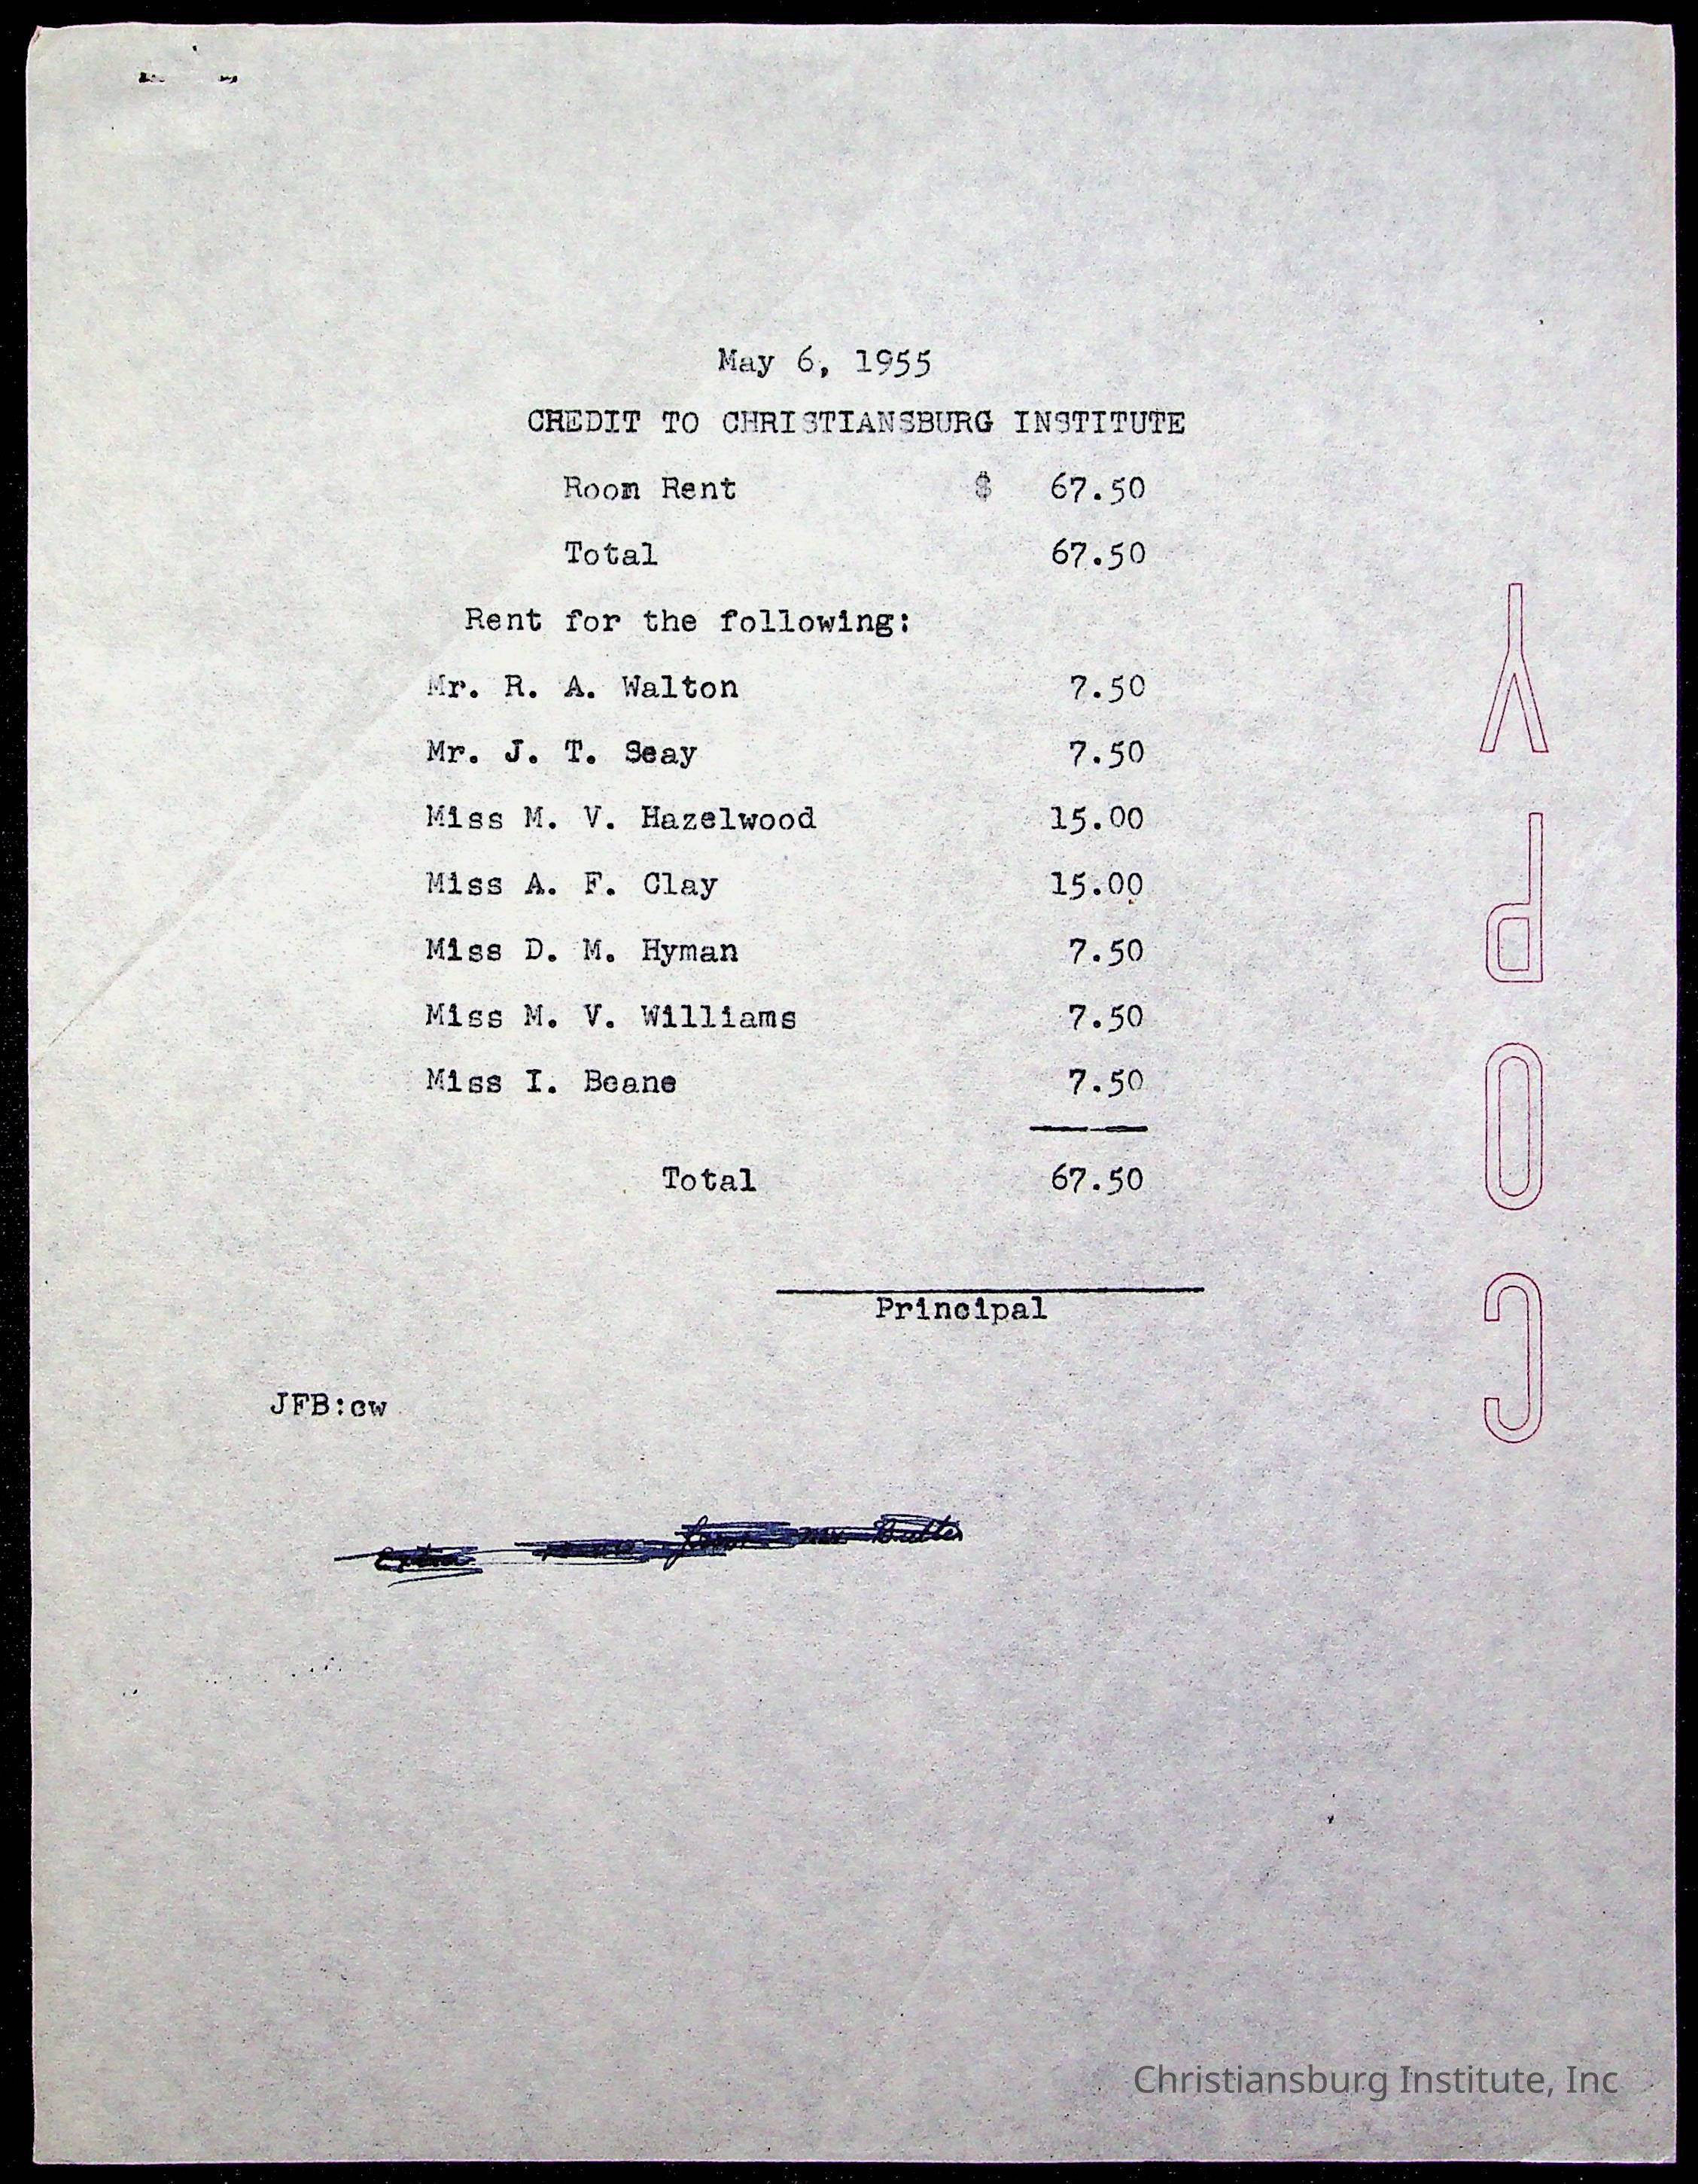 May 6, 1955
CREDIT TO CHRISTIANSBURG INSTITUTE
Room Rent $ 67.50
Total 67.50
Rent for the following:
Mr. R. A. Walton 7.50
Mr. J. T. Seay 7.50
Miss M. V. Hazelwood 15.00
Miss A. F. Clay 15.00
Miss D. M. Hyman 7.50
Miss M. V. Williams 7.50
Miss I. Beane 7.50
Total 67.50
Principal
JFB:cw
Extra
COPY
Christiansburg Institute, Inc